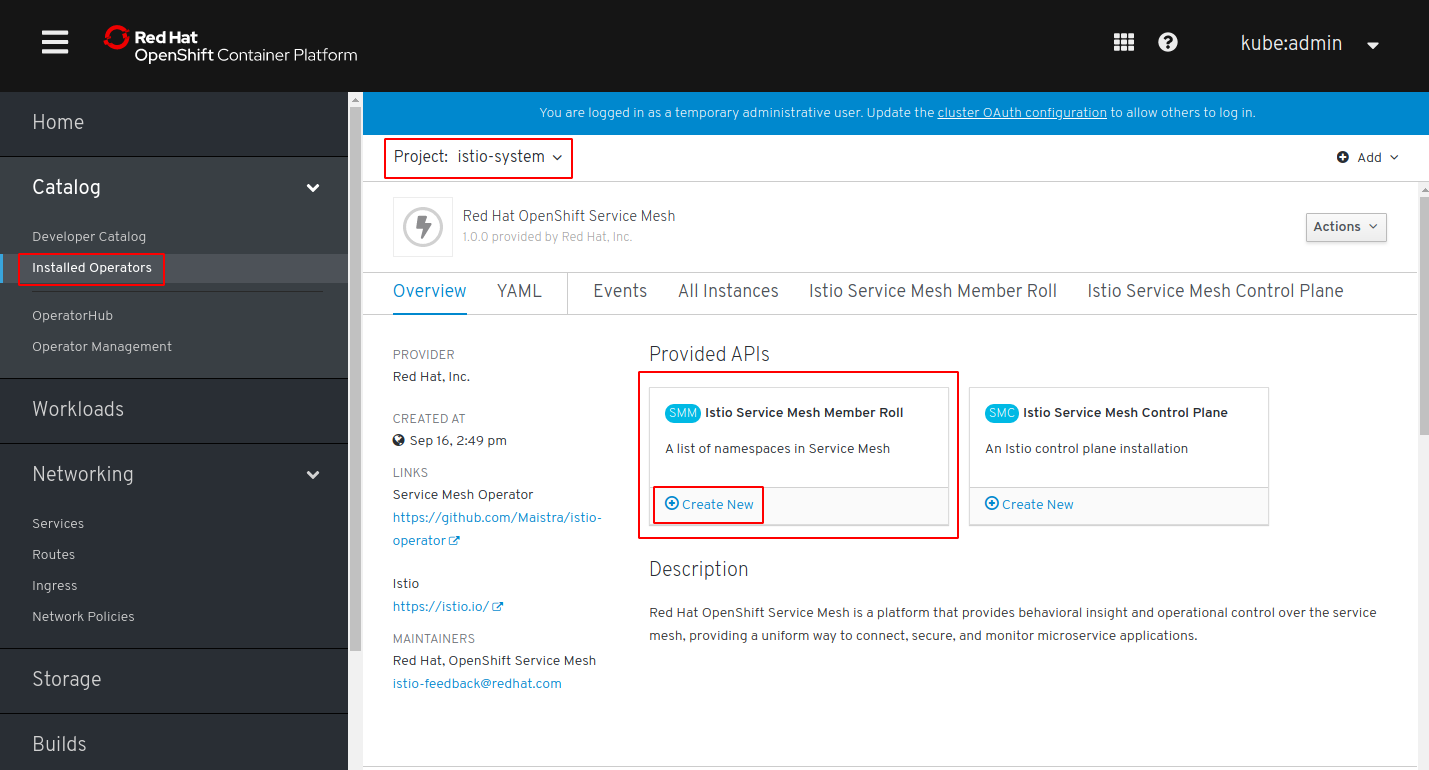 Red Hat
OpenShift Container Platform
kube:admin
Home
Catalog
Developer Catalog
Installed Operators
OperatorHub
Operator Management
Workloads
Networking
Services
Routes
Ingress
Network Policies
Storage
Builds
You are logged in as a temporary administrative user. Update the cluster OAuth configuration to allow others to log in.
Project: istio-system
Add
Red Hat OpenShift Service Mesh
1.0.0 provided by Red Hat, Inc.
Actions
Overview YAML Events All Instances Istio Service Mesh Member Roll Istio Service Mesh Control Plane
PROVIDER
Red Hat, Inc.
CREATED AT
Sep 16, 2:49 pm
LINKS
Service Mesh Operator
https://github.com/Maistra/istio-
operator
Istio
https://istio.io/
MAINTAINERS
Red Hat, OpenShift Service Mesh
istio-feedback@redhat.com
Provided APIs
SMM Istio Service Mesh Member Roll
A list of namespaces in Service Mesh
Create New
SMC Istio Service Mesh Control Plane
An Istio control plane installation
Create New
Description
Red Hat OpenShift Service Mesh is a platform that provides behavioral insight and operational control over the service
mesh, providing a uniform way to connect, secure, and monitor microservice applications.